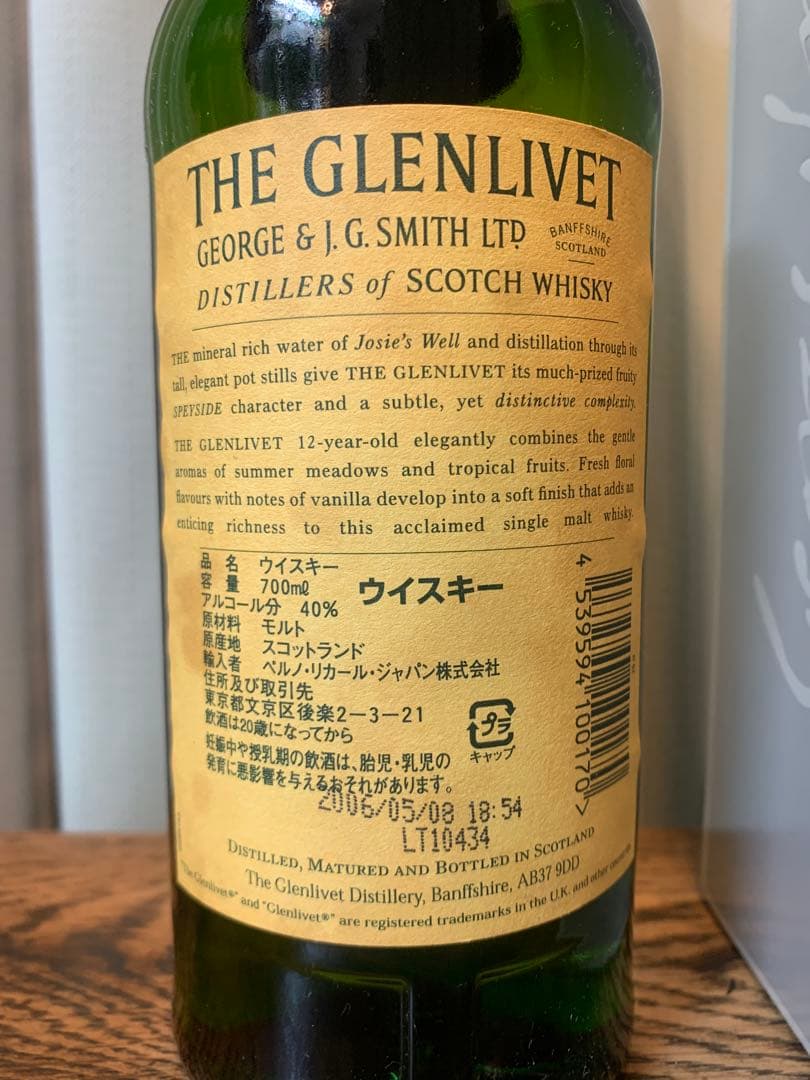 THE GLENLIVET
GEORGE & J. G. SMITH LTD
BANFFSHIRE
SCOTLAND
DISTILLERS of SCOTCH WHISKY
THE mineral rich water of Josie's Well and distillation through its
tall, elegant pot stills give THE GLENLIVET its much-prized fruity
SPEYSIDE character and a subtle, yet distinctive complexity.
THE GLENLIVET 12-year-old elegantly combines the gentle
aromas of summer meadows and tropical fruits. Fresh floral
flavours with notes of vanilla develop into a soft finish that adds an
enticing richness to this acclaimed single malt whisky.
品名 ウイスキー
容量 700mℓ
アルコール分 40%
ウイスキー
原材料 モルト
原産地 スコットランド
輸入者 ペルノ・リカール・ジャパン株式会社
住所及び取引先
東京都文京区後楽2-3-21
飲酒は20歳になってから
妊娠中や授乳期の飲酒は、胎児・乳児の
発育に悪影響を与えるおそれがあります。
プラ
キャップ
4 539594 100170 >
2006/05/08 18:54
LT10434
DISTILLED, MATURED AND BOTTLED IN SCOTLAND
The Glenlivet Distillery, Banffshire, AB37 9DD
"The Glenlivet®" and "Glenlivet®" are registered trademarks in the U.K. and other countries